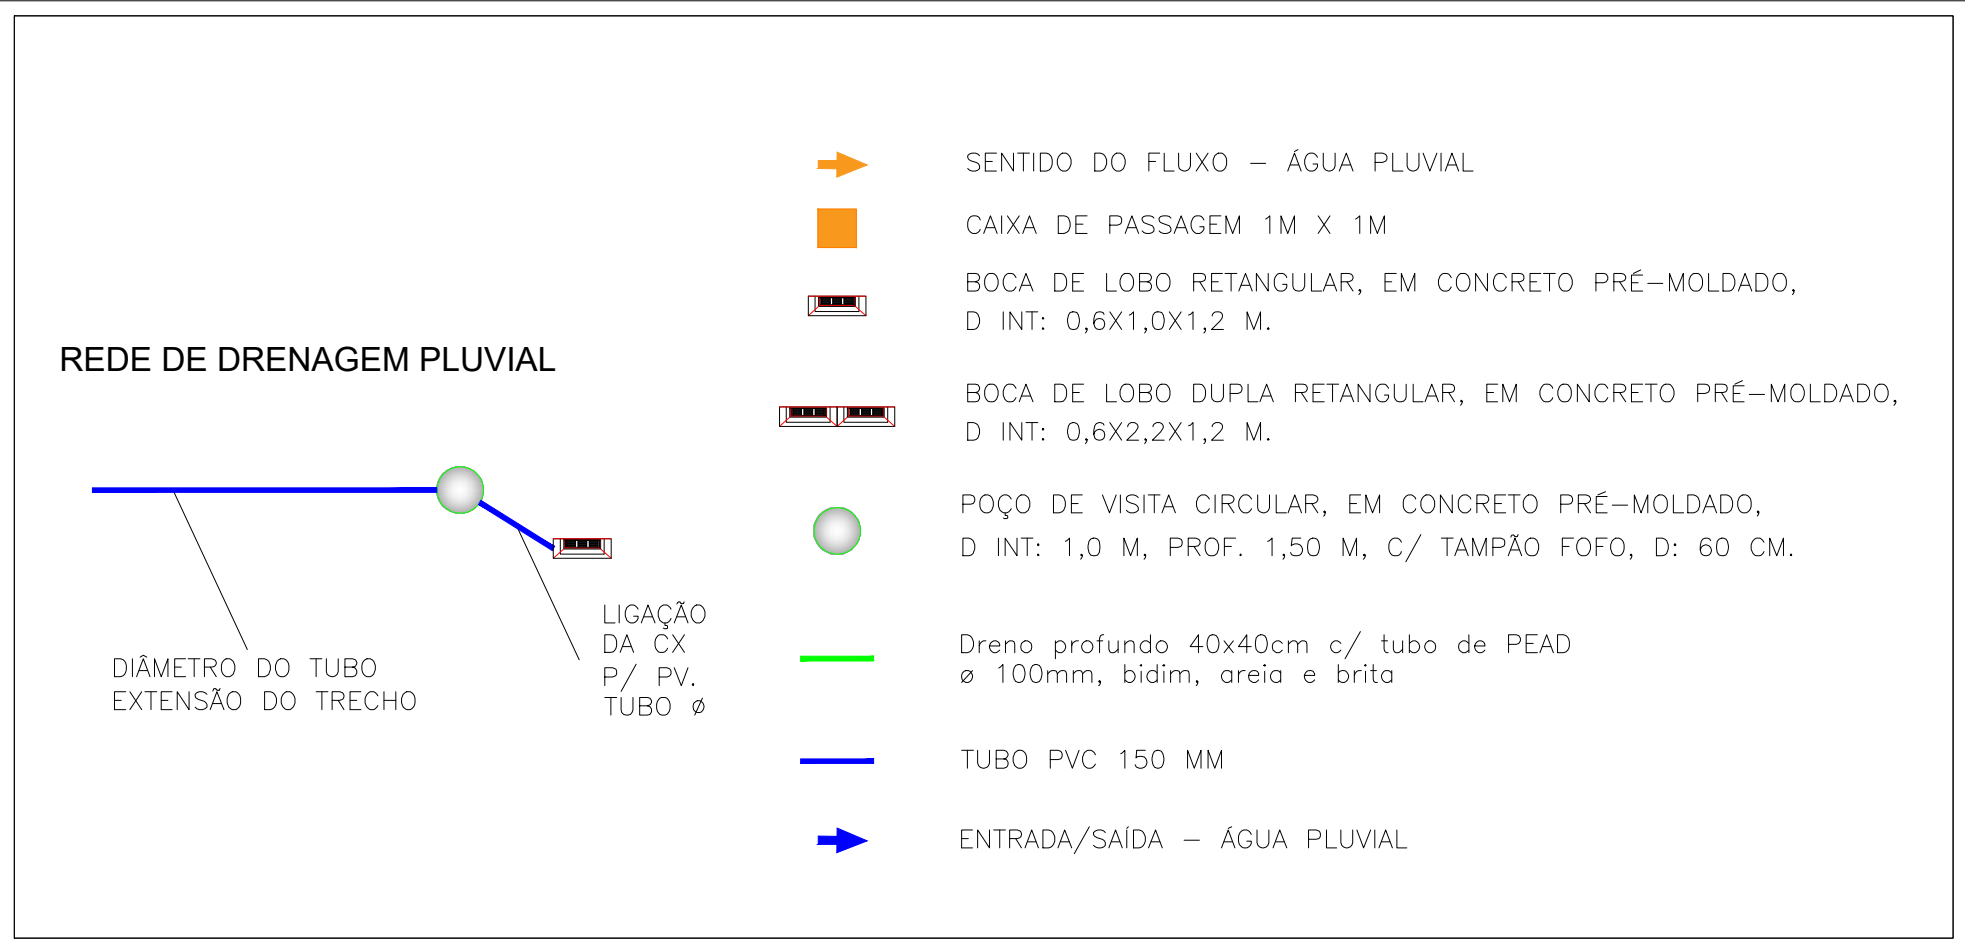 REDE DE DRENAGEM PLUVIAL
DIÂMETRO DO TUBO
EXTENSÃO DO TRECHO
LIGAÇÃO
DA CX
P/ PV.
TUBO Ø
SENTIDO DO FLUXO – ÁGUA PLUVIAL
CAIXA DE PASSAGEM 1M X 1M
BOCA DE LOBO RETANGULAR, EM CONCRETO PRÉ–MOLDADO,
D INT: 0,6X1,0X1,2 M.
BOCA DE LOBO DUPLA RETANGULAR, EM CONCRETO PRÉ–MOLDADO,
D INT: 0,6X2,2X1,2 M.
POÇO DE VISITA CIRCULAR, EM CONCRETO PRÉ–MOLDADO,
D INT: 1,0 M, PROF. 1,50 M, C/ TAMPÃO FOFO, D: 60 CM.
Dreno profundo 40x40cm c/ tubo de PEAD
ø 100mm, bidim, areia e brita
TUBO PVC 150 MM
ENTRADA/SAÍDA – ÁGUA PLUVIAL